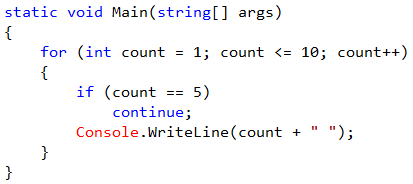 static void Main(string[] args)
{
    for (int count = 1; count <= 10; count++)
    {
        if (count == 5)
            continue;
        Console.WriteLine(count + " ");
    }
}